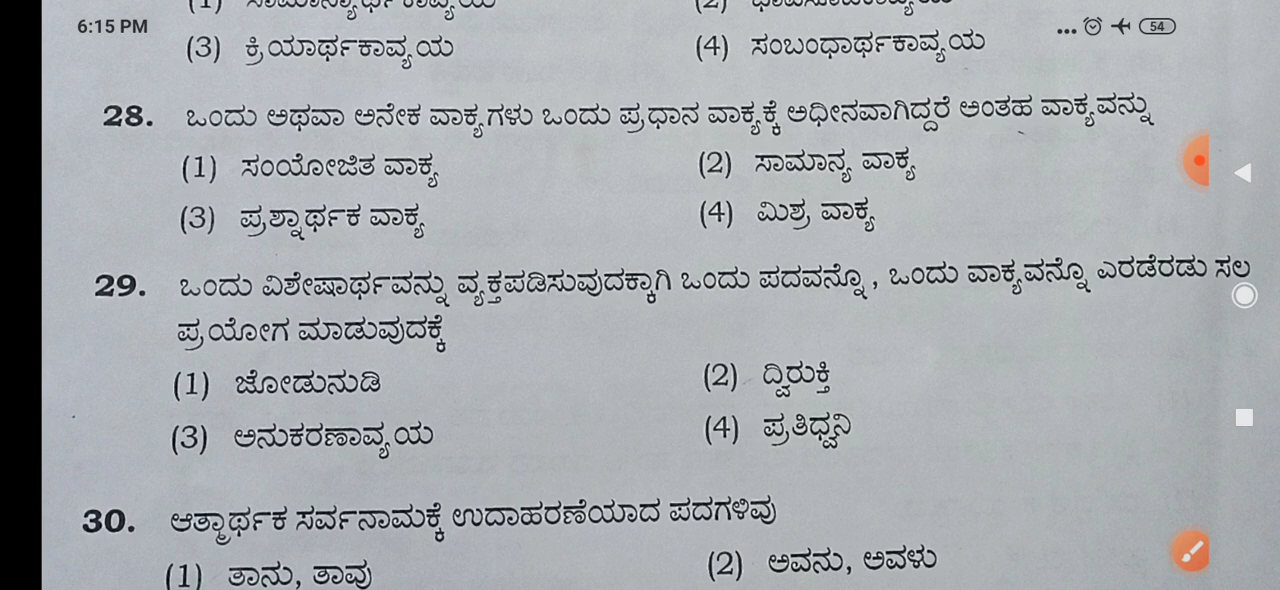 6:15 PM
54
(3) ಕ್ರಿಯಾರ್ಥಕಾವ್ಯಯ (4) ಸಂಬಂಧಾರ್ಥಕಾವ್ಯಯ
28. ಒಂದು ಅಥವಾ ಅನೇಕ ವಾಕ್ಯಗಳು ಒಂದು ಪ್ರಧಾನ ವಾಕ್ಯಕ್ಕೆ ಅಧೀನವಾಗಿದ್ದರೆ ಅಂತಹ ವಾಕ್ಯವನ್ನು
(1) ಸಂಯೋಜಿತ ವಾಕ್ಯ (2) ಸಾಮಾನ್ಯ ವಾಕ್ಯ
(3) ಪ್ರಶ್ನಾರ್ಥಕ ವಾಕ್ಯ (4) ಮಿಶ್ರ ವಾಕ್ಯ
29. ಒಂದು ವಿಶೇಷಾರ್ಥವನ್ನು ವ್ಯಕ್ತಪಡಿಸುವುದಕ್ಕಾಗಿ ಒಂದು ಪದವನ್ನೊ, ಒಂದು ವಾಕ್ಯವನ್ನೊ ಎರಡೆರಡು ಸಲ
ಪ್ರಯೋಗ ಮಾಡುವುದಕ್ಕೆ
(1) ಜೋಡುನುಡಿ (2) ದ್ವಿರುಕ್ತಿ
(3) ಅನುಕರಣಾವ್ಯಯ (4) ಪ್ರತಿಧ್ವನಿ
30. ಆತ್ಮಾರ್ಥಕ ಸರ್ವನಾಮಕ್ಕೆ ಉದಾಹರಣೆಯಾದ ಪದಗಳಿವು
(1) ತಾನು, ತಾವು (2) ಅವನು, ಅವಳು